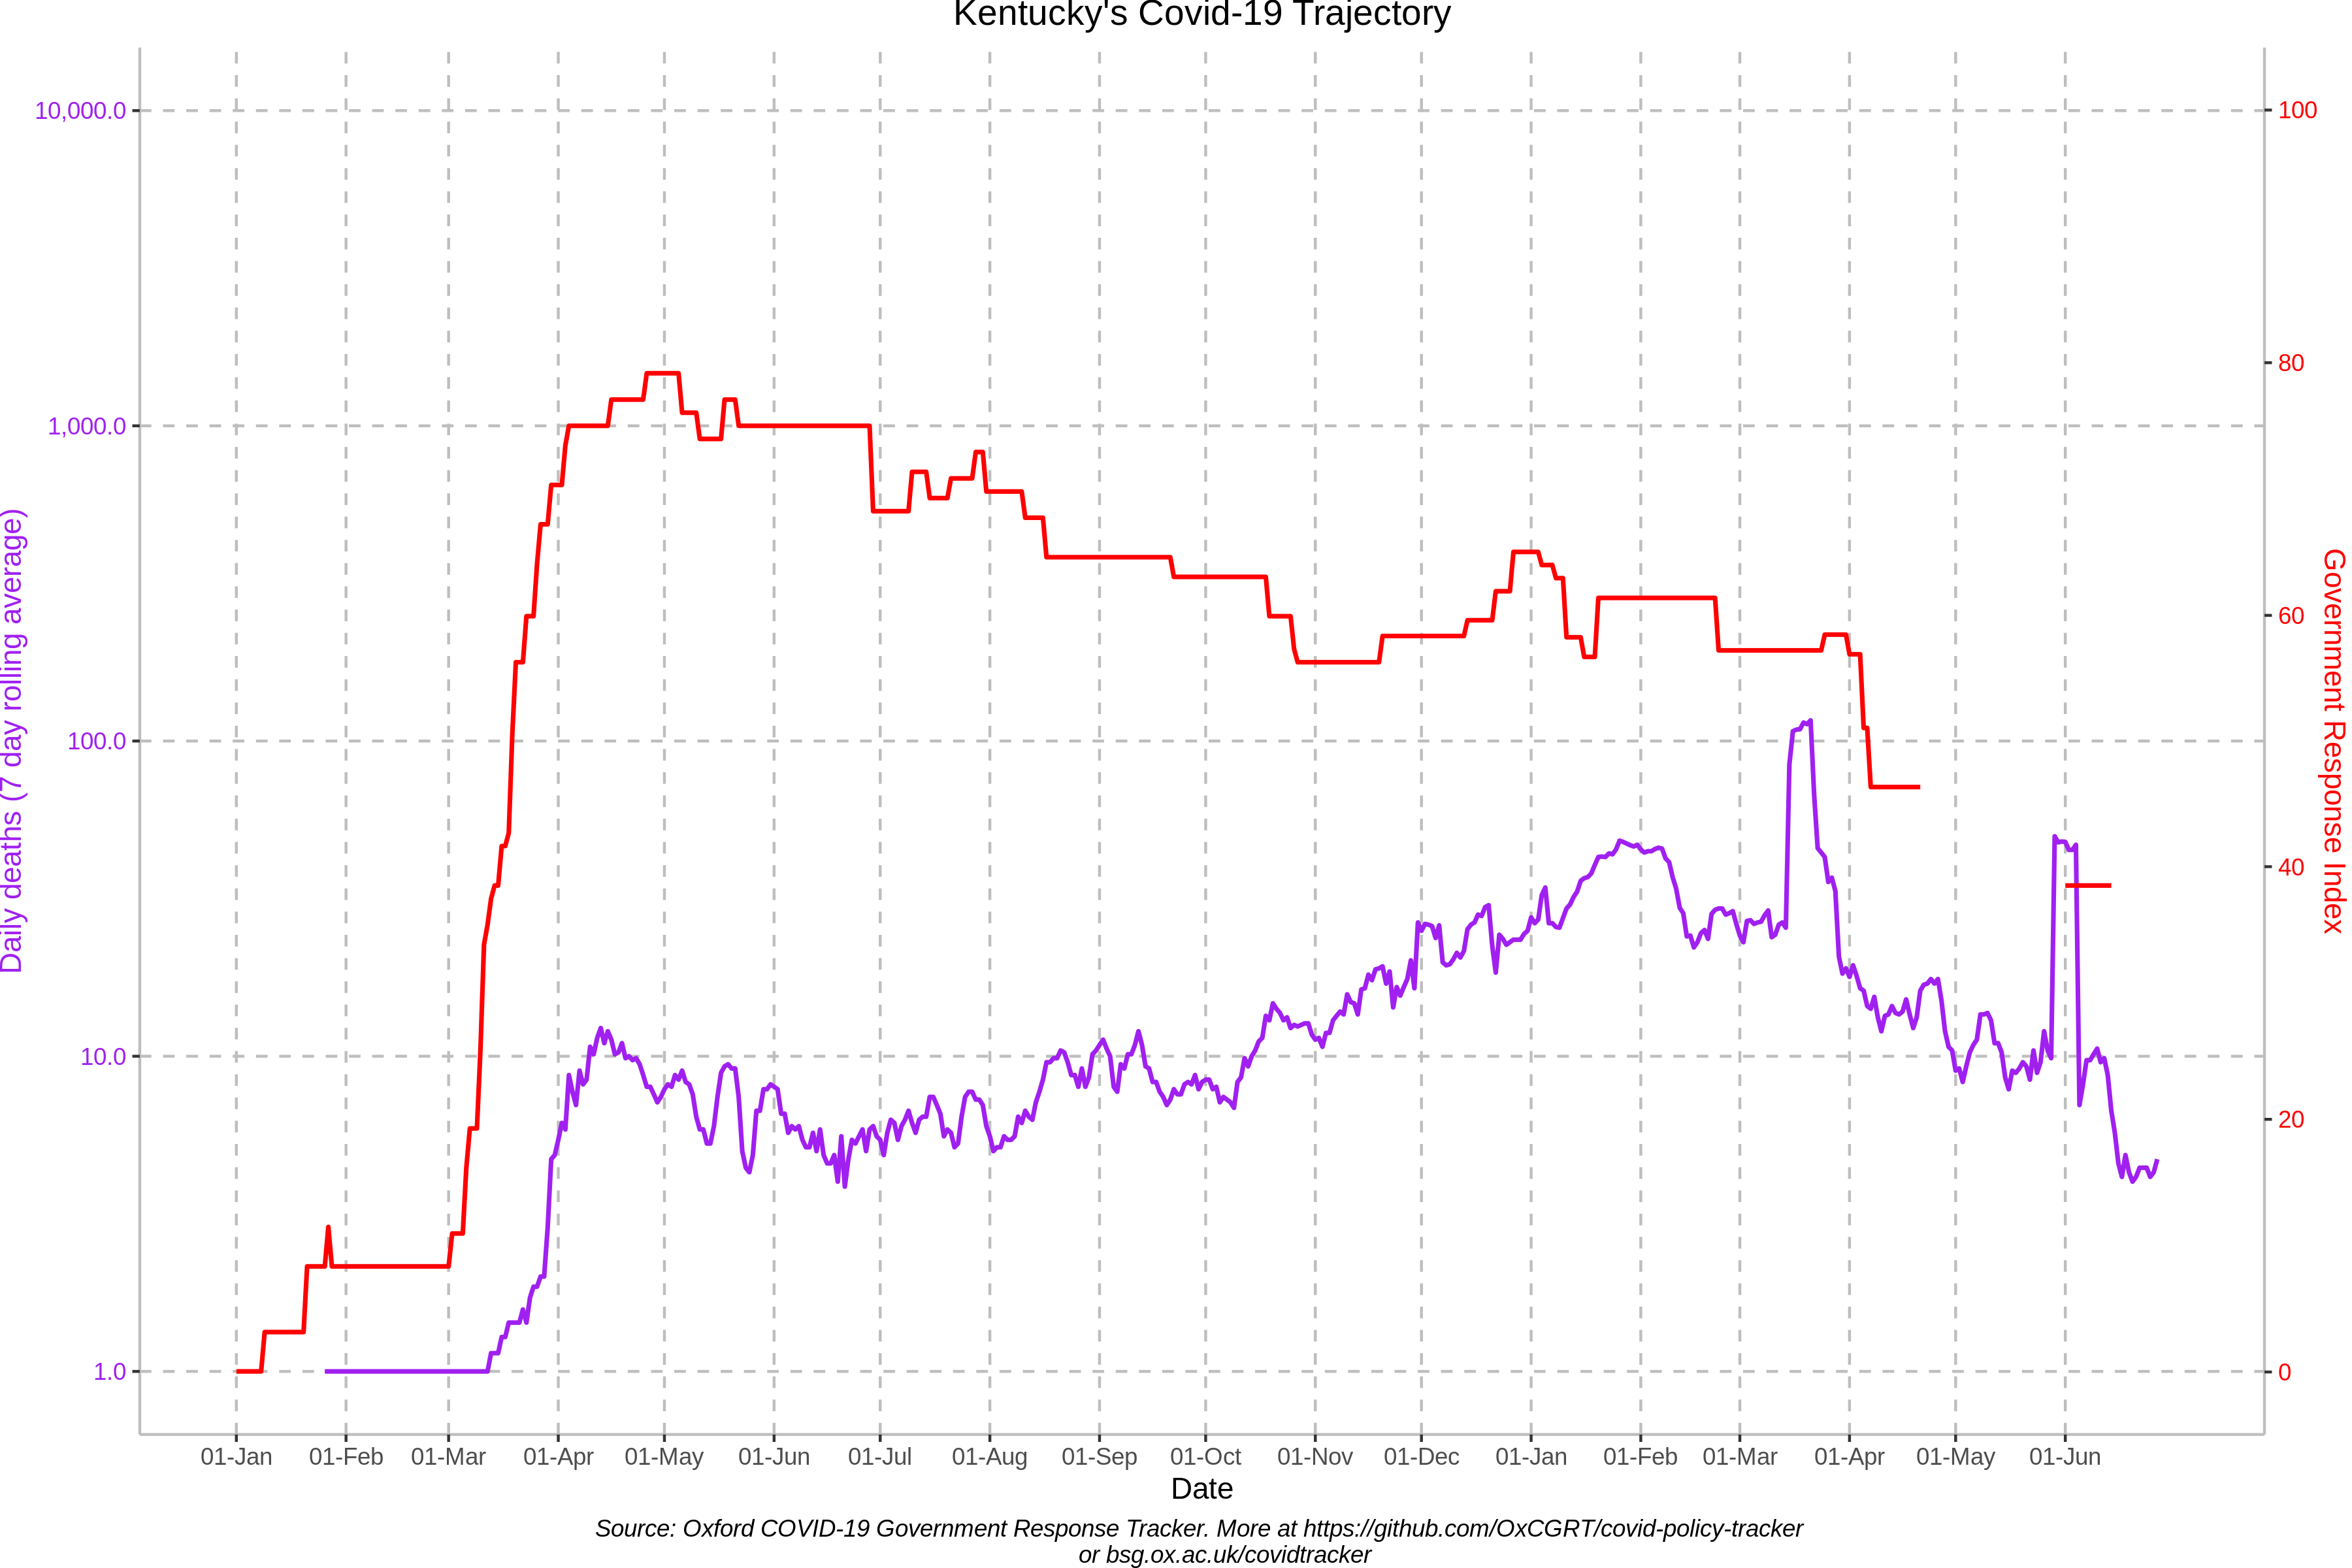 Kentucky's Covid-19 Trajectory
10,000.0
1,000.0
100.0
10.0
1.0
Daily deaths (7 day rolling average)
100
80
60
40
20
0
Government Response Index
01-Jan 01-Feb 01-Mar 01-Apr 01-May 01-Jun 01-Jul 01-Aug 01-Sep 01-Oct 01-Nov 01-Dec 01-Jan 01-Feb 01-Mar 01-Apr 01-May 01-Jun
Date
Source: Oxford COVID-19 Government Response Tracker. More at https://github.com/OxCGRT/covid-policy-tracker
or bsg.ox.ac.uk/covidtracker